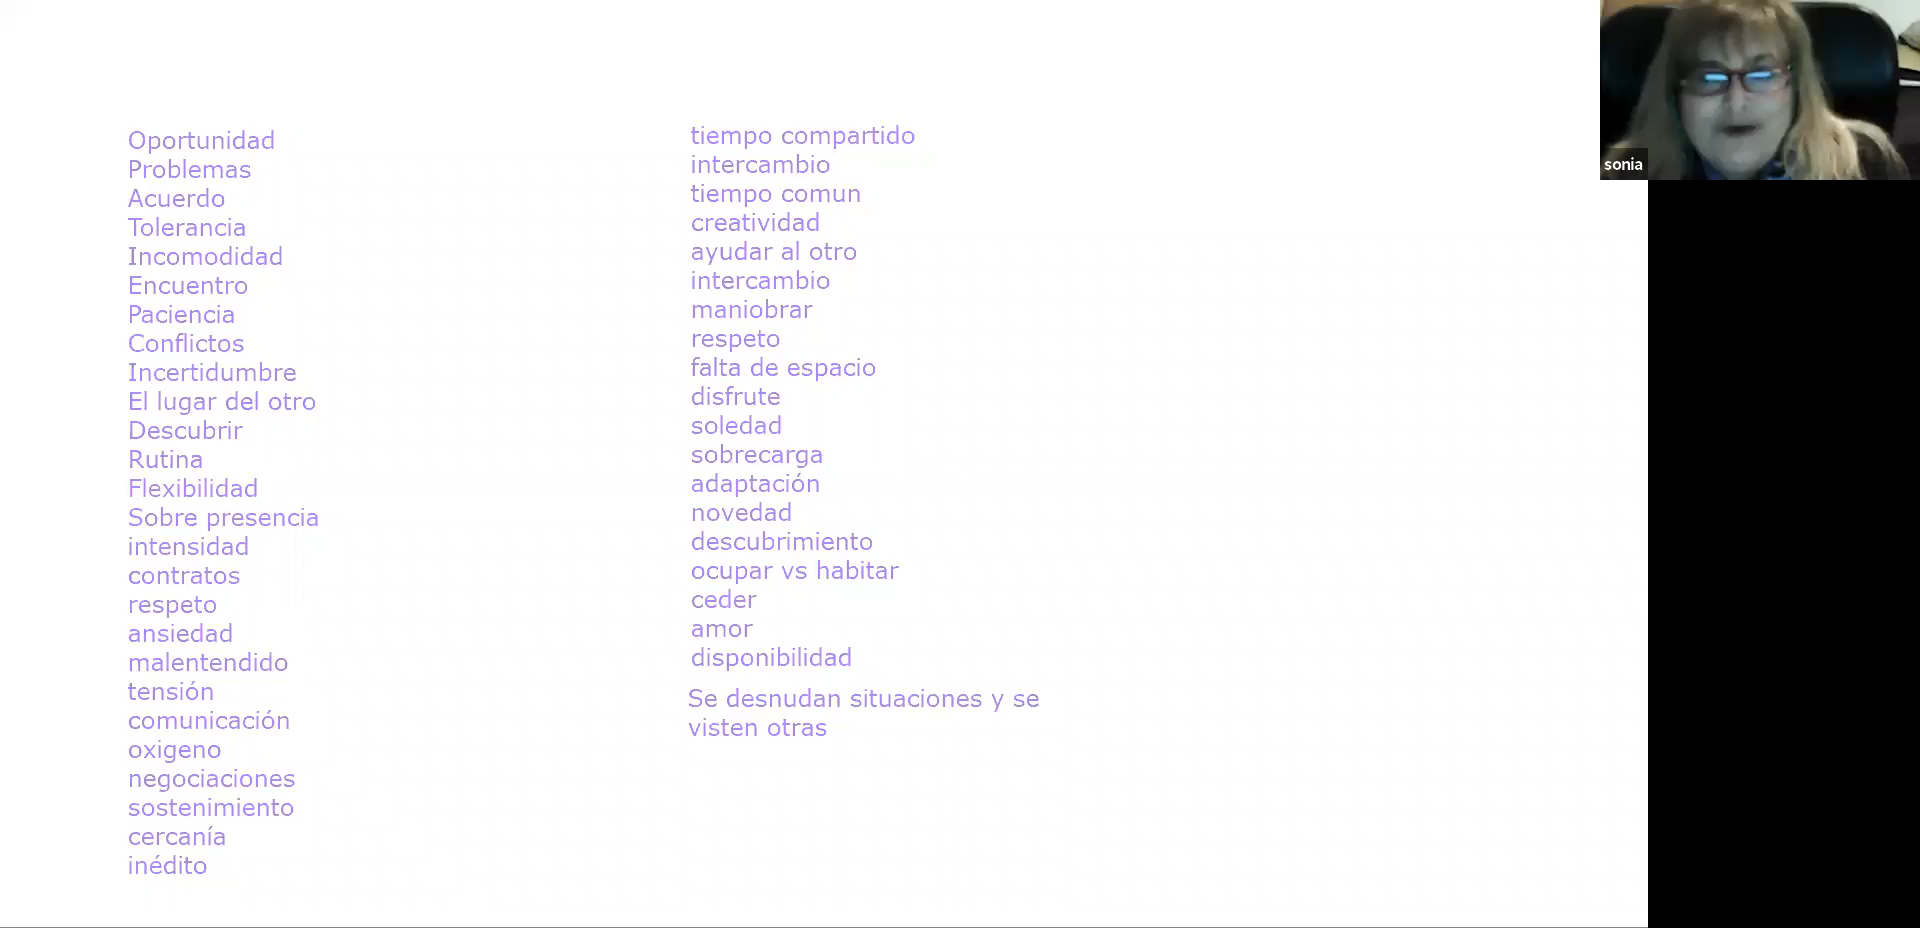 Oportunidad
Problemas
Acuerdo
Tolerancia
Incomodidad
Encuentro
Paciencia
Conflictos
Incertidumbre
El lugar del otro
Descubrir
Rutina
Flexibilidad
Sobre presencia
intensidad
contratos
respeto
ansiedad
malentendido
tensión
comunicación
oxigeno
negociaciones
sostenimiento
cercanía
inédito
tiempo compartido
intercambio
tiempo comun
creatividad
ayudar al otro
intercambio
maniobrar
respeto
falta de espacio
disfrute
soledad
sobrecarga
adaptación
novedad
descubrimiento
ocupar vs habitar
ceder
amor
disponibilidad
Se desnudan situaciones y se
visten otras
sonia